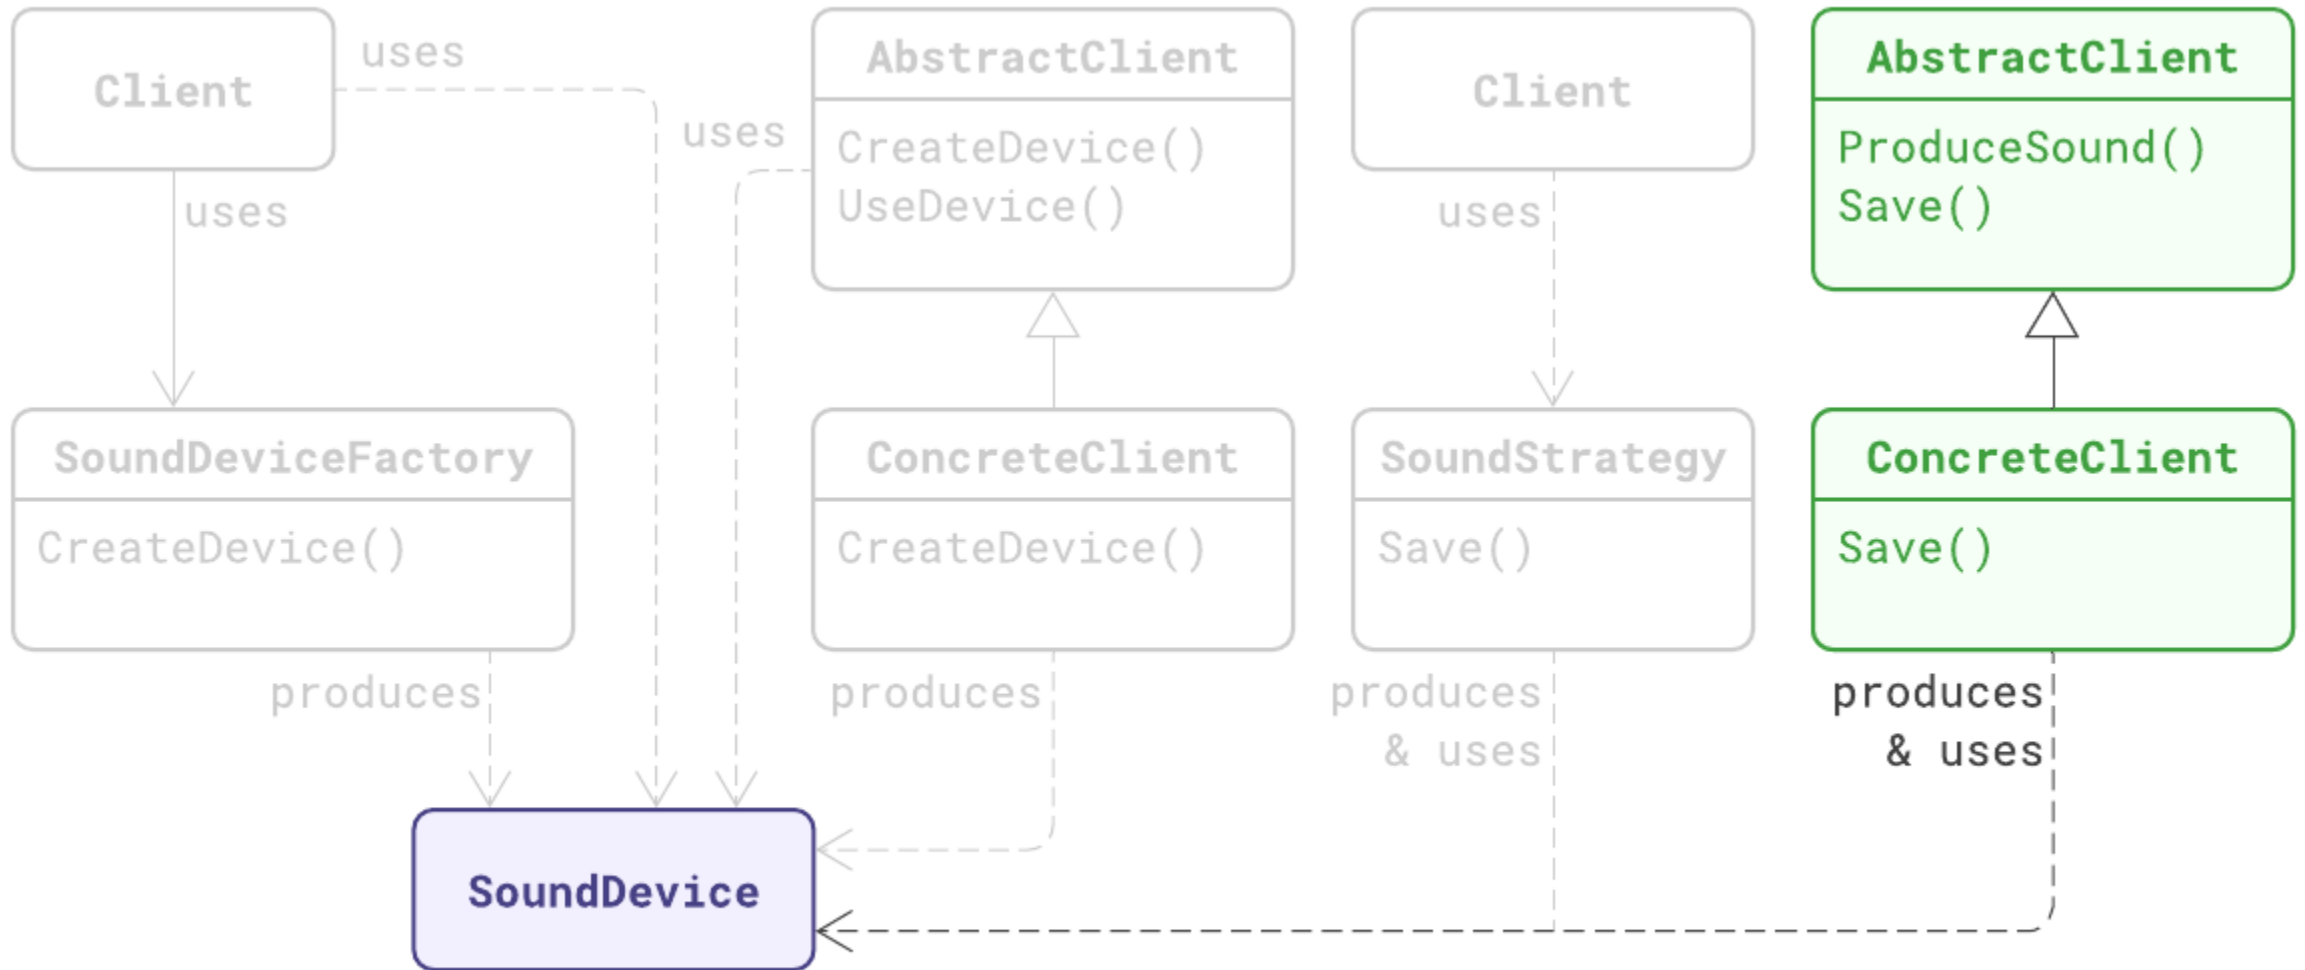 Client
uses
uses
AbstractClient
CreateDevice()
UseDevice()
uses
Client
uses
AbstractClient
ProduceSound()
Save()
SoundDeviceFactory
CreateDevice()
produces
ConcreteClient
CreateDevice()
produces
SoundStrategy
Save()
produces
& uses
ConcreteClient
Save()
produces
& uses
SoundDevice